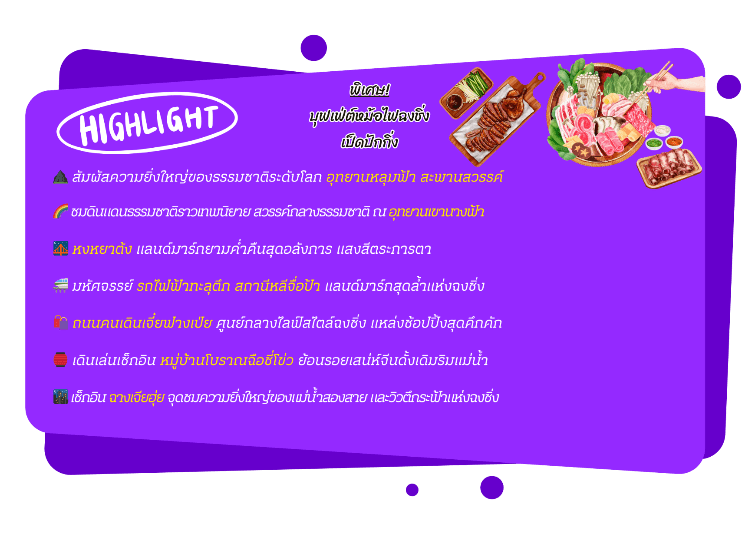 HIGHLIGHT
พิเศษ!
บุฟเฟ่ต์หม้อไฟฉงชิ่ง
เป็ดปักกิ่ง
สัมผัสความยิ่งใหญ่ของธรรมชาติระดับโลก อุทยานหลุมฟ้า สะพานสวรรค์
ชมดินแดนธรรมชาติราวเทพนิยาย สวรรค์กลางธรรมชาติ ณ อุทยานเขานางฟ้า
หงหยาต้ง แลนด์มาร์กยามค่ำคืนสุดอลังการ แสงสีตระการตา
มหัศจรรย์ รถไฟฟ้าทะลุตึก สถานีหลีจื่อป้า แลนด์มาร์กสุดล้ำแห่งฉงชิ่ง
ถนนคนเดินเจี่ยฟางเป่ย ศูนย์กลางไลฟ์สไตล์ฉงชิ่ง แหล่งช้อปปิ้งสุดคึกคัก
เดินเล่นเช็กอิน หมู่บ้านโบราณฉือชี่โข่ว ย้อนรอยเสน่ห์จีนดั้งเดิมริมแม่น้ำ
เช็กอิน ฉางเจียฮุ่ย จุดชมความยิ่งใหญ่ของแม่น้ำสองสาย และวิวตึกระฟ้าแห่งฉงชิ่ง